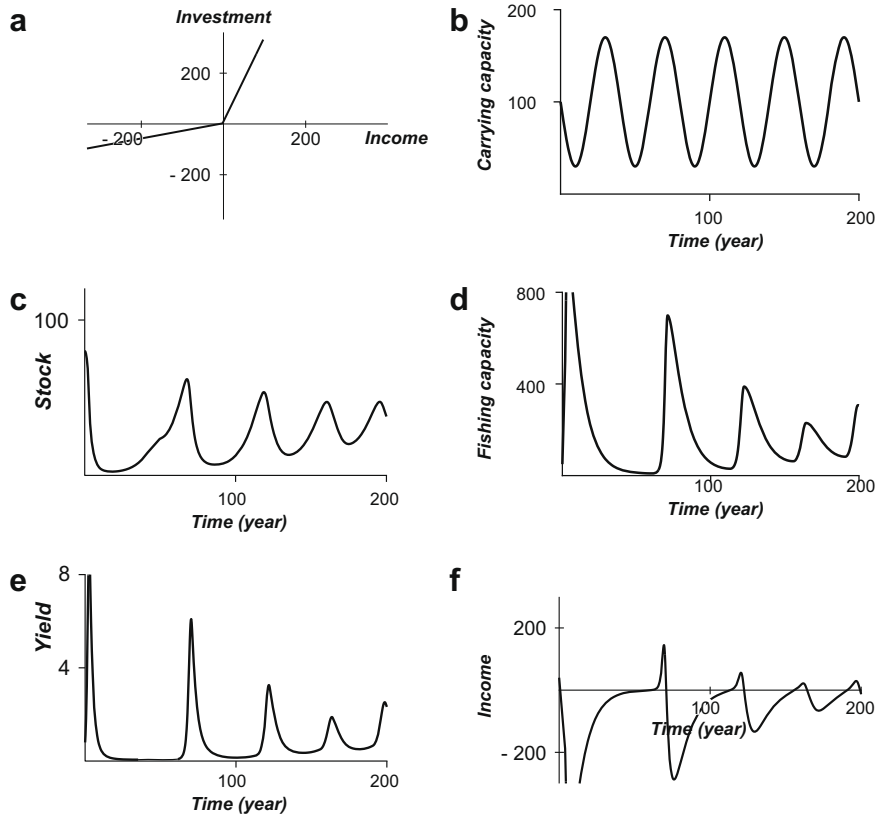 a
Investment
200
- 200
200
Income
- 200
b
Carrying capacity
200
100
100
200
Time (year)
c
Stock
100
100
200
Time (year)
d
Fishing capacity
800
400
100
200
Time (year)
e
Yield
8
4
100
200
Time (year)
f
Income
200
100
200
Time (year)
- 200